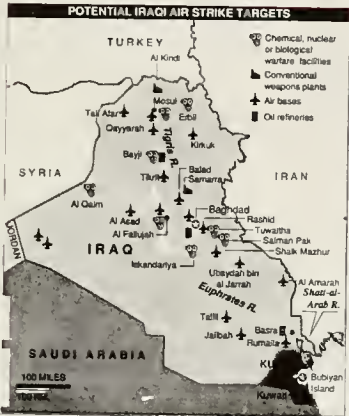 POTENTIAL IRAQI AIR STRIKE TARGETS
TURKEY
Al Kindi
Chemical, nuclear
or biological
warfare facilities
Conventional
weapons plants
Air bases
Oil refineries
Mosul
Erbil
Tall Afar
Qayyarah
Tigris R.
Kirkuk
SYRIA
Bayji
Tikrit
Balad
Samarra
IRAN
Al Qaim
Al Asad
Baghdad
Rashid
Tuwaitha
Salman Pak
Shaik Mazhur
Al Fallujah
JORDAN
IRAQ
Iskandariya
Ubaydah bin
al Jarrah
Al Amarah
Shatt-al-
Arab R.
Euphrates R.
Tallil
Jalibah
Basra
Rumaila
SAUDI ARABIA
100 MILES
Bubiyan
Island
Kuwait